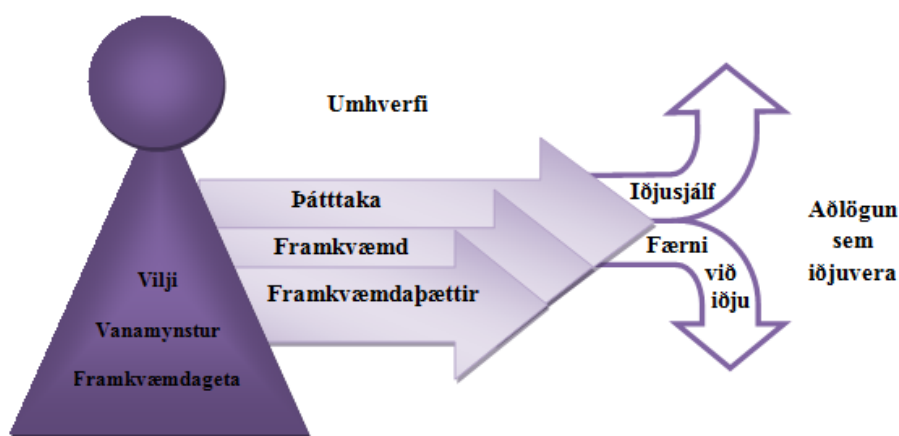 Umhverfi
Þátttaka
Framkvæmd
Framkvæmdaþættir
Vilji
Vanamynstur
Framkvæmdageta
Iðjusjálf
Færni
við
iðju
Aðlögun
sem
iðjuvera